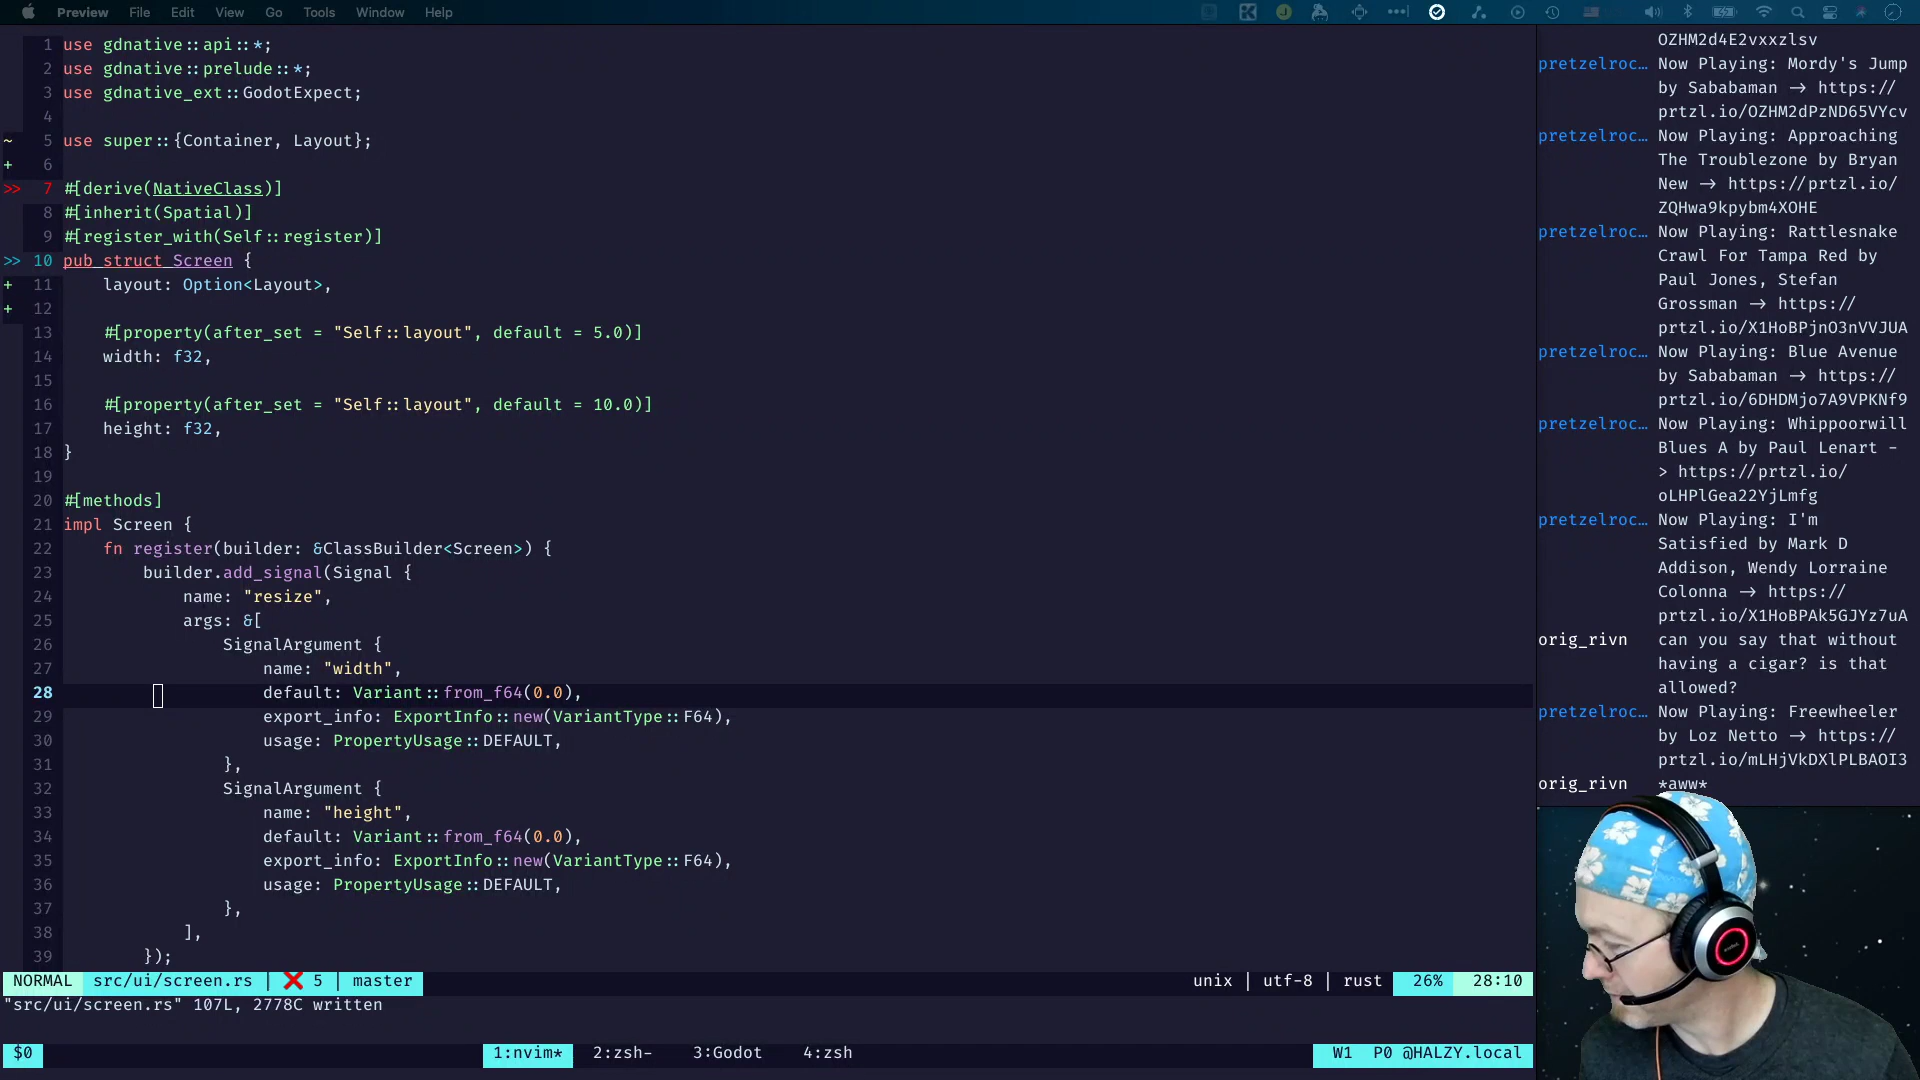 Preview File Edit View Go Tools Window Help
1 use gdnative::api::*;
2 use gdnative::prelude::*;
3 use gdnative_ext::GodotExpect;
4
~ 5 use super::{Container, Layout};
+ 6
>> 7 #[derive(NativeClass)]
8 #[inherit(Spatial)]
9 #[register_with(Self::register)]
>> 10 pub struct Screen {
+ 11 layout: Option<Layout>,
+ 12
13 #[property(after_set = "Self::layout", default = 5.0)]
14 width: f32,
15
16 #[property(after_set = "Self::layout", default = 10.0)]
17 height: f32,
18 }
19
20 #[methods]
21 impl Screen {
22 fn register(builder: &ClassBuilder<Screen>) {
23 builder.add_signal(Signal {
24 name: "resize",
25 args: &[
26 SignalArgument {
27 name: "width",
28 default: Variant::from_f64(0.0),
29 export_info: ExportInfo::new(VariantType::F64),
30 usage: PropertyUsage::DEFAULT,
31 },
32 SignalArgument {
33 name: "height",
34 default: Variant::from_f64(0.0),
35 export_info: ExportInfo::new(VariantType::F64),
36 usage: PropertyUsage::DEFAULT,
37 },
38 ],
39 });
NORMAL src/ui/screen.rs | ❌ 5 | master unix | utf-8 | rust 26% 28:10
"src/ui/screen.rs" 107L, 2778C written
$0 1:nvim* 2:zsh- 3:Godot 4:zsh W1 P0 @HALZY.local
OZHM2d4E2vxxzlsv
pretzelroc… Now Playing: Mordy's Jump
by Sababaman -> https://
prtzl.io/OZHM2dPzND65VYcv
pretzelroc… Now Playing: Approaching
The Troublezone by Bryan
New -> https://prtzl.io/
ZQHwa9kpybm4XOHE
pretzelroc… Now Playing: Rattlesnake
Crawl For Tampa Red by
Paul Jones, Stefan
Grossman -> https://
prtzl.io/X1HoBPjnO3nVVJUA
pretzelroc… Now Playing: Blue Avenue
by Sababaman -> https://
prtzl.io/6DHDMjo7A9VPKNf9
pretzelroc… Now Playing: Whippoorwill
Blues A by Paul Lenart -
> https://prtzl.io/
oLHPlGea22YjLmfg
pretzelroc… Now Playing: I'm
Satisfied by Mark D
Addison, Wendy Lorraine
Colonna -> https://
prtzl.io/X1HoBPAk5GJYz7uA
orig_rivn can you say that without
having a cigar? is that
allowed?
pretzelroc… Now Playing: Freewheeler
by Loz Netto -> https://
prtzl.io/mLHjVkDXlPLBAOI3
orig_rivn *aww*